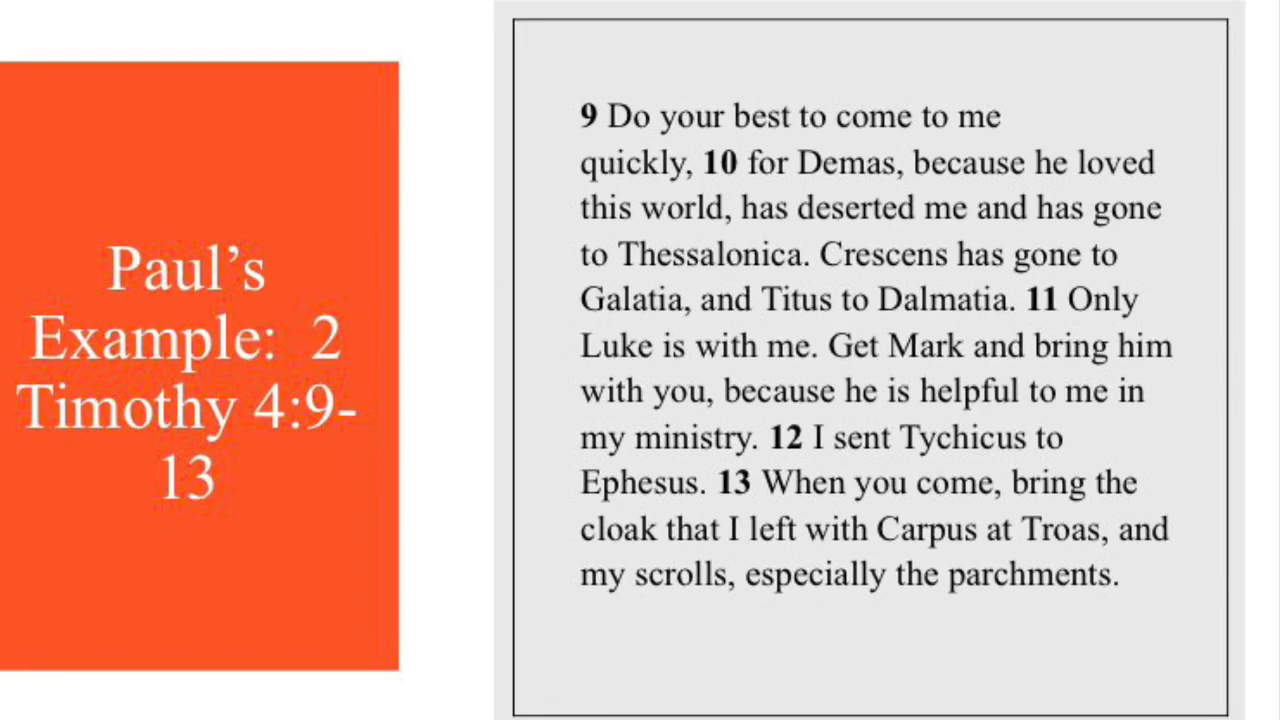 Paul’s
Example:  2
Timothy 4:9-
13
9 Do your best to come to me
quickly, 10 for Demas, because he loved
this world, has deserted me and has gone
to Thessalonica. Crescens has gone to
Galatia, and Titus to Dalmatia. 11 Only
Luke is with me. Get Mark and bring him
with you, because he is helpful to me in
my ministry. 12 I sent Tychicus to
Ephesus. 13 When you come, bring the
cloak that I left with Carpus at Troas, and
my scrolls, especially the parchments.